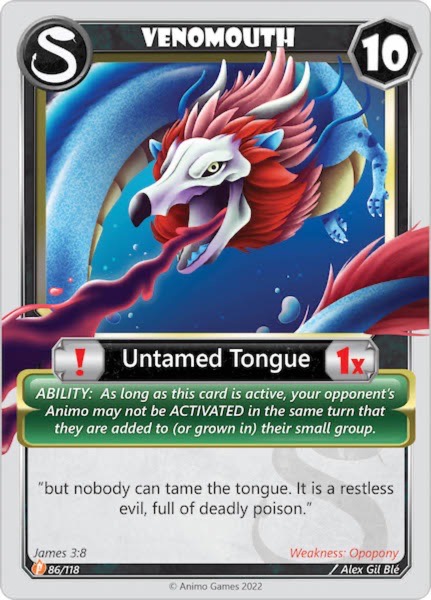 S
VENOMOUTH
10
! Untamed Tongue 1x
ABILITY: As long as this card is active, your opponent's
Animo may not be ACTIVATED in the same turn that
they are added to (or grown in) their small group.
“but nobody can tame the tongue. It is a restless
evil, full of deadly poison.”
James 3:8
Weakness: Opopony
86/118
/ Alex Gil Blé
© Animo Games 2022